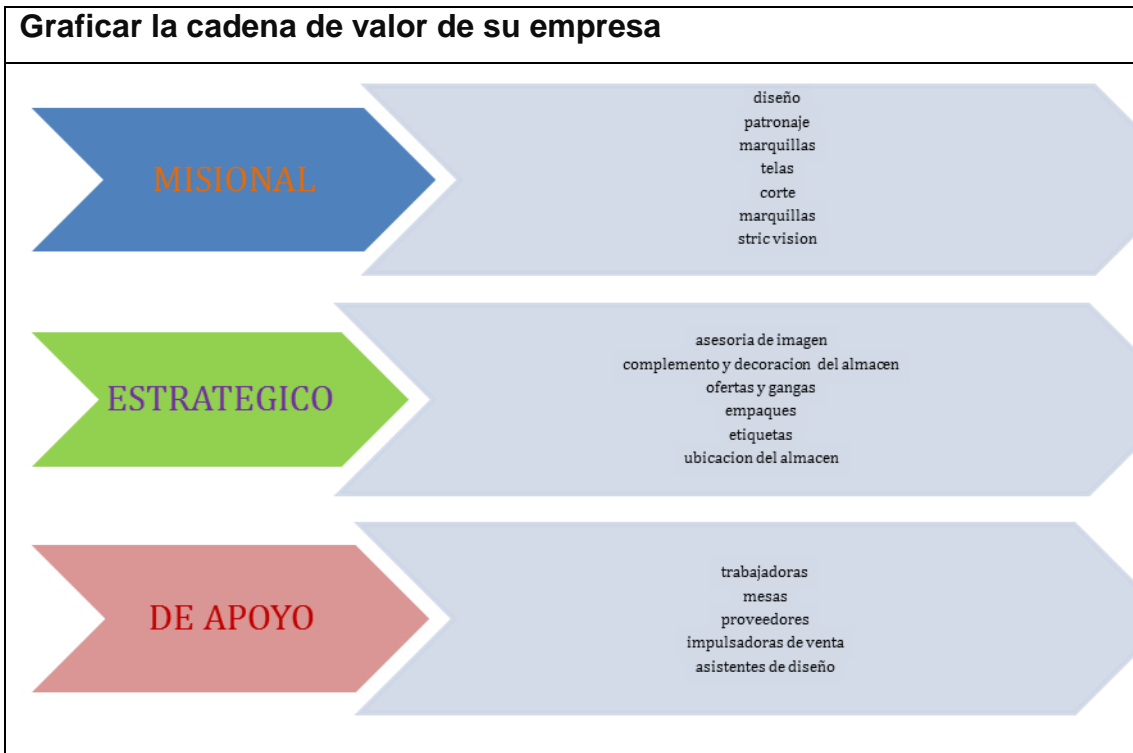 Graficar la cadena de valor de su empresa
MISIONAL
diseño
patronaje
marquillas
telas
corte
marquillas
stric vision
ESTRATEGICO
asesoria de imagen
complemento y decoracion del almacen
ofertas y gangas
empaques
etiquetas
ubicacion del almacen
DE APOYO
trabajadoras
mesas
proveedores
impulsadoras de venta
asistentes de diseño